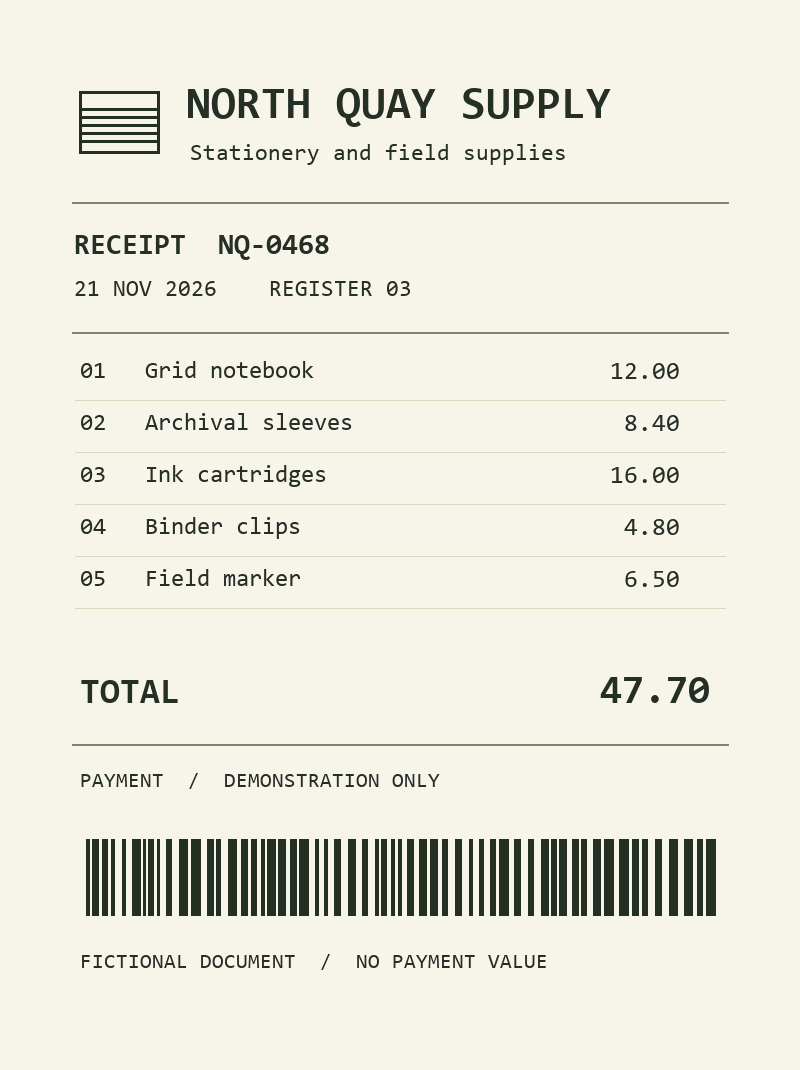 NORTH QUAY SUPPLY
Stationery and field supplies
RECEIPT NQ-0468
21 NOV 2026 REGISTER 03
01 Grid notebook 12.00
02 Archival sleeves 8.40
03 Ink cartridges 16.00
04 Binder clips 4.80
05 Field marker 6.50
TOTAL 47.70
PAYMENT / DEMONSTRATION ONLY
FICTIONAL DOCUMENT / NO PAYMENT VALUE